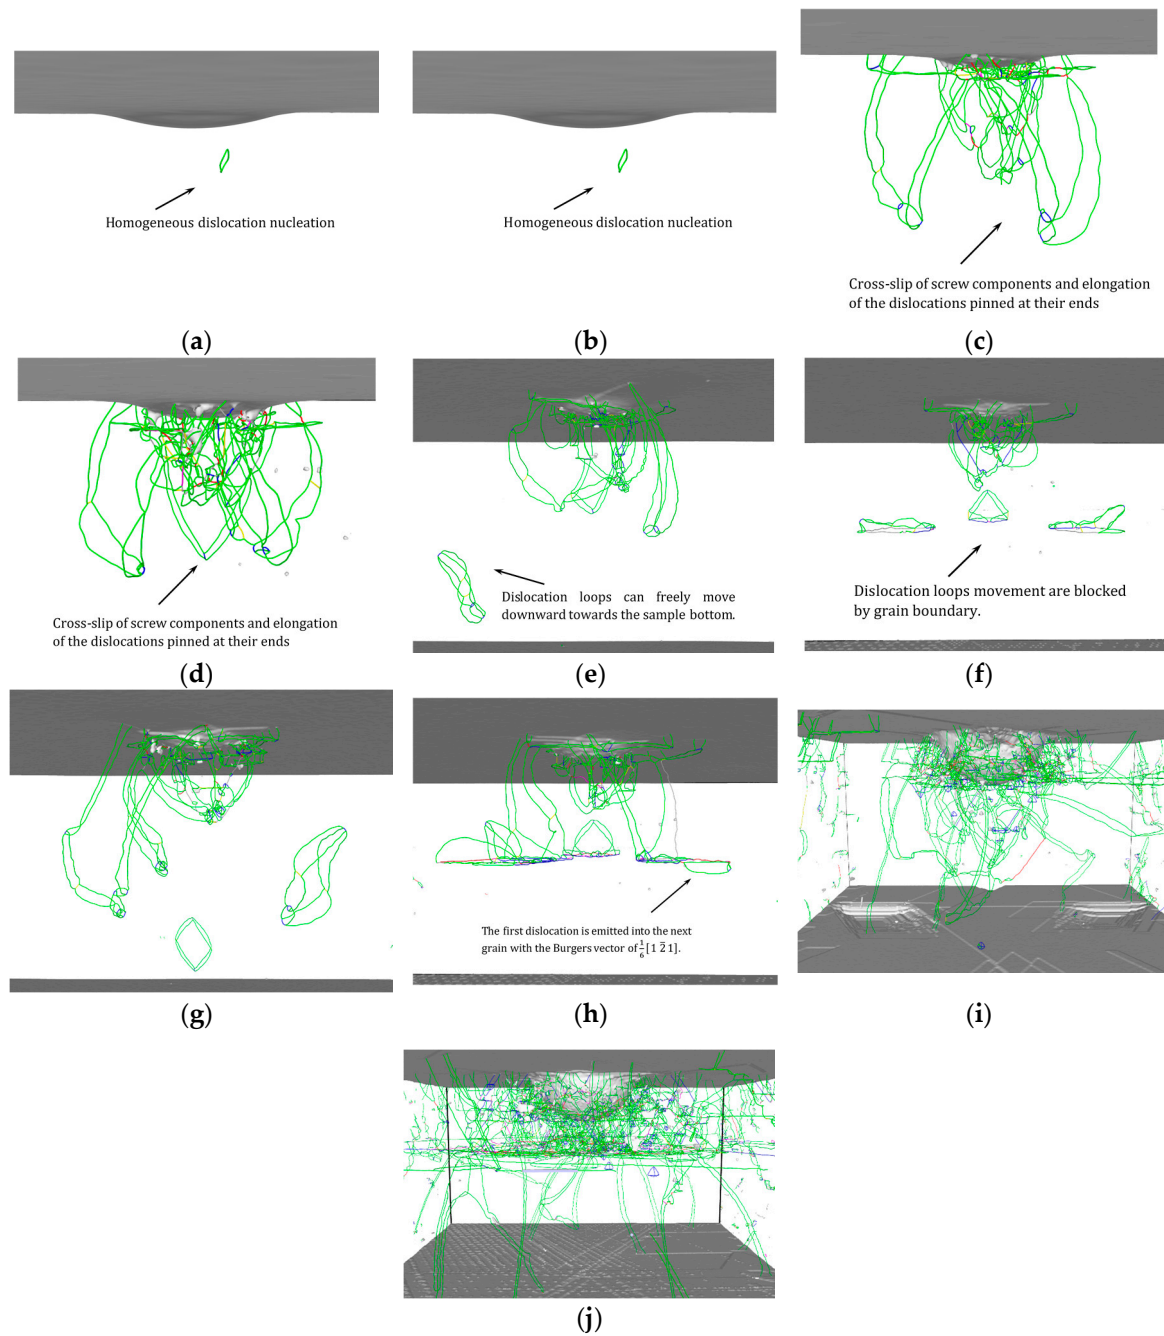 Homogeneous dislocation nucleation
(a)
Homogeneous dislocation nucleation
(b)
Cross-slip of screw components and elongation
of the dislocations pinned at their ends
(c)
Cross-slip of screw components and elongation
of the dislocations pinned at their ends
(d)
Dislocation loops can freely move
downward towards the sample bottom.
(e)
Dislocation loops movement are blocked
by grain boundary.
(f)
(g)
The first dislocation is emitted into the next
grain with the Burgers vector of 1/6 [1 2̄ 1].
(h)
(i)
(j)